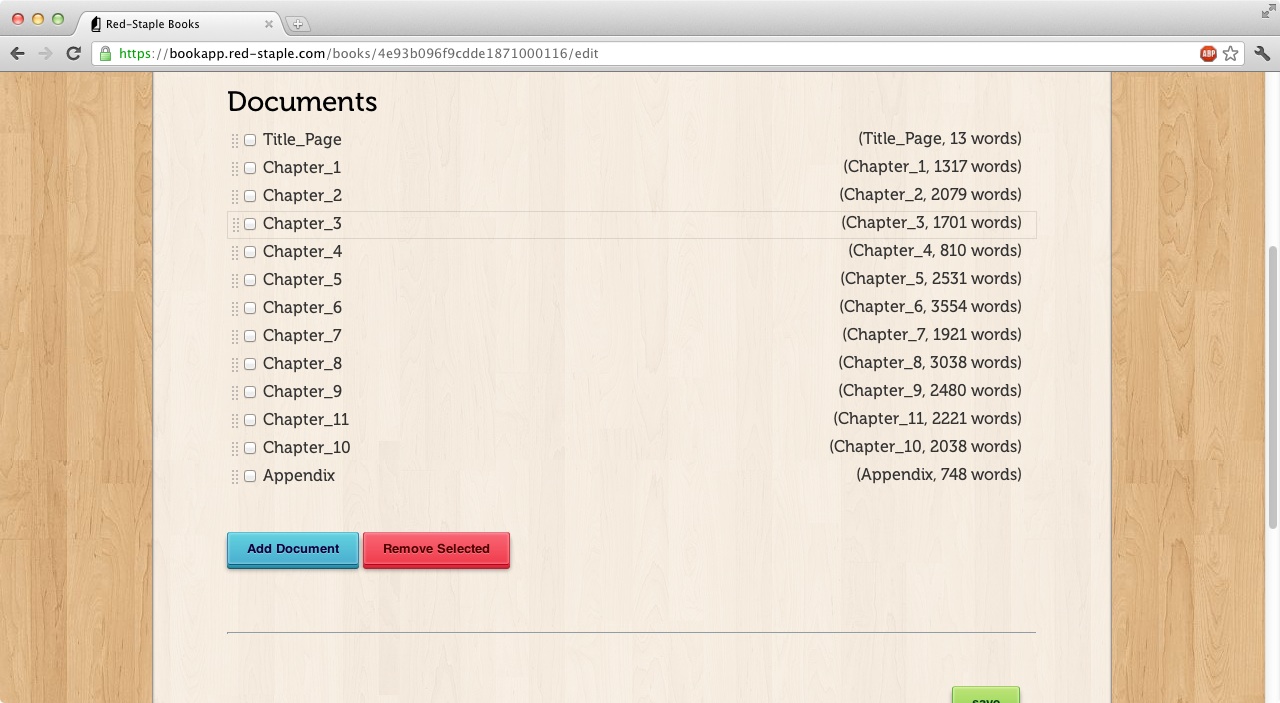 Red-Staple Books
https://bookapp.red-staple.com/books/4e93b096f9cdde1871000116/edit
ABP
Documents
Title_Page (Title_Page, 13 words)
Chapter_1 (Chapter_1, 1317 words)
Chapter_2 (Chapter_2, 2079 words)
Chapter_3 (Chapter_3, 1701 words)
Chapter_4 (Chapter_4, 810 words)
Chapter_5 (Chapter_5, 2531 words)
Chapter_6 (Chapter_6, 3554 words)
Chapter_7 (Chapter_7, 1921 words)
Chapter_8 (Chapter_8, 3038 words)
Chapter_9 (Chapter_9, 2480 words)
Chapter_11 (Chapter_11, 2221 words)
Chapter_10 (Chapter_10, 2038 words)
Appendix (Appendix, 748 words)
Add Document Remove Selected
save